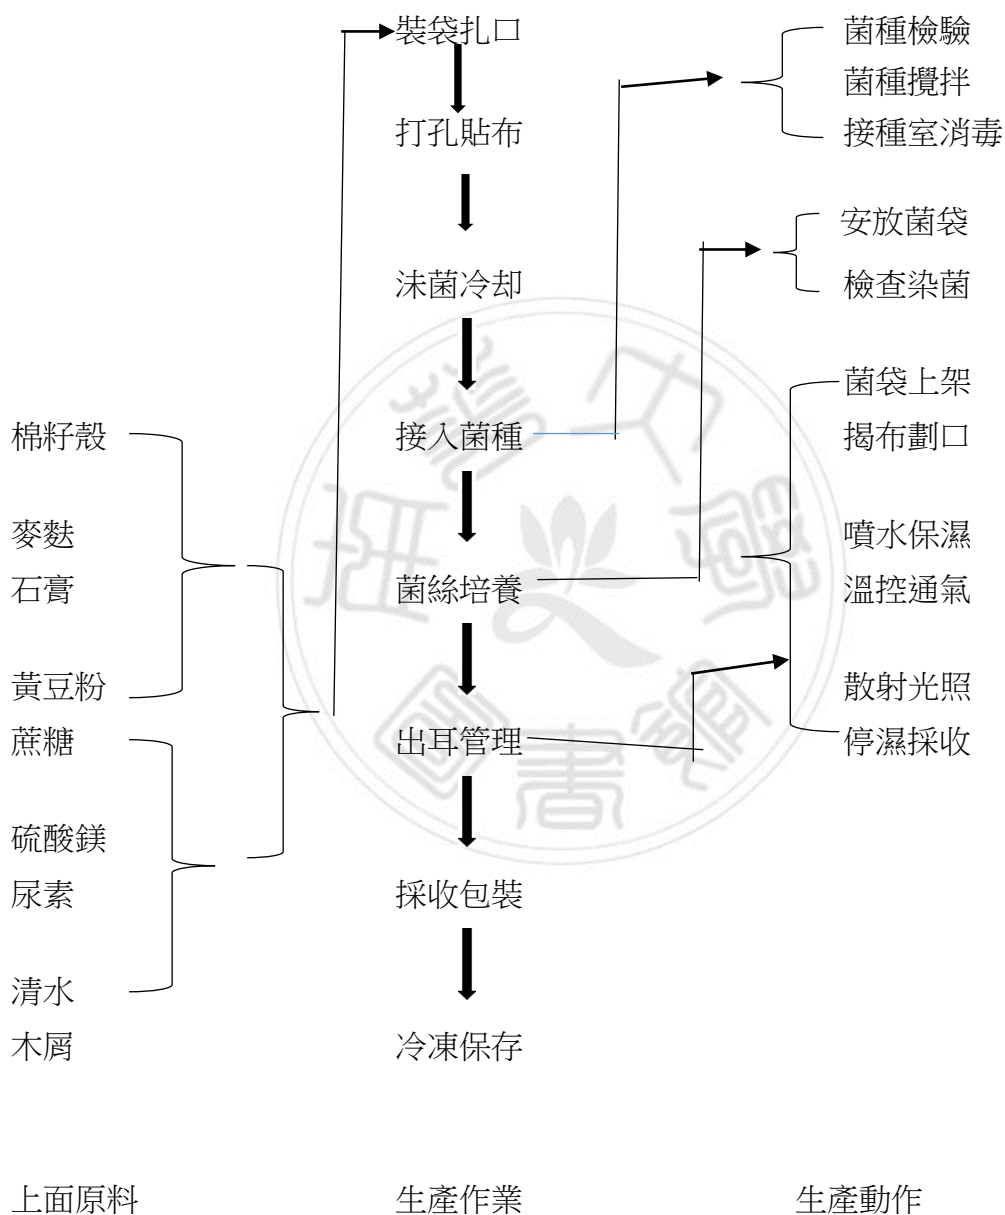 裝袋扎口
打孔貼布
沬菌冷却
接入菌種
菌絲培養
出耳管理
採收包裝
冷凍保存
棉籽殼
麥麩
石膏
黃豆粉
蔗糖
硫酸鎂
尿素
清水
木屑
菌種檢驗
菌種攪拌
接種室消毒
安放菌袋
檢查染菌
菌袋上架
揭布劃口
噴水保濕
溫控通氣
散射光照
停濕採收
上面原料
生產作業
生產動作